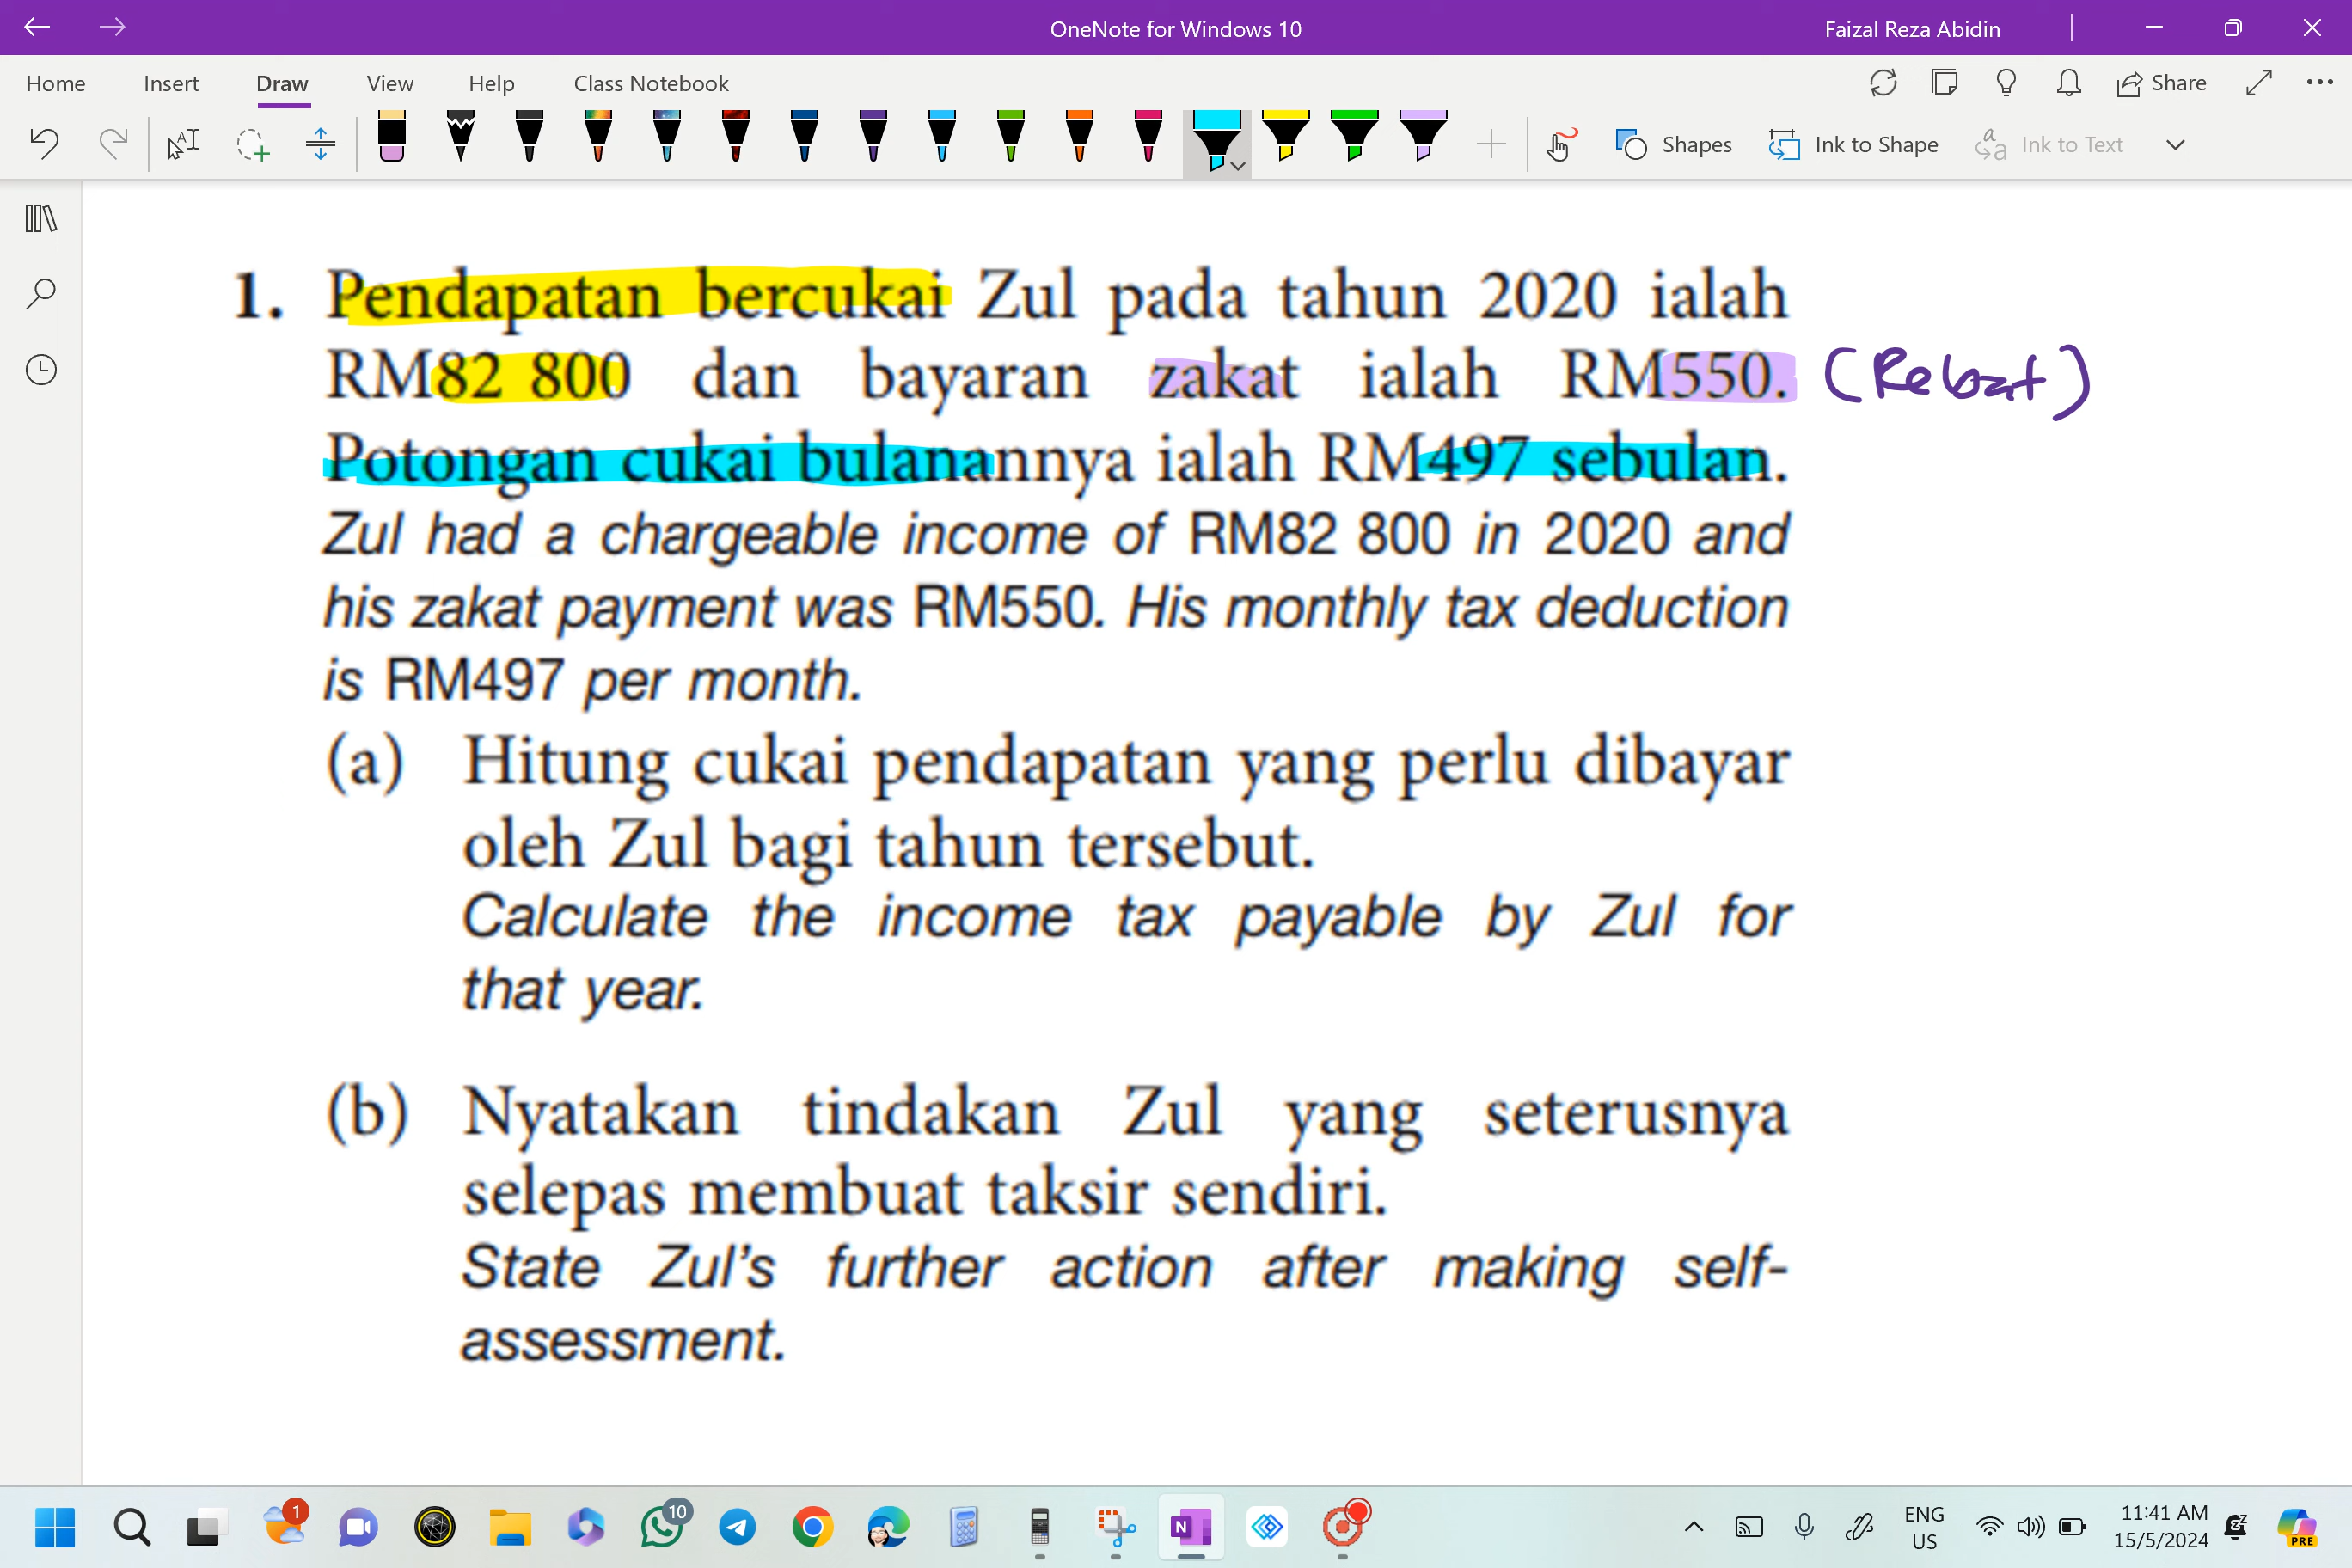 OneNote for Windows 10
Faizal Reza Abidin
Home Insert Draw View Help Class Notebook
Share
Shapes Ink to Shape Ink to Text
1. Pendapatan bercukai Zul pada tahun 2020 ialah
RM82 800 dan bayaran zakat ialah RM550. (Rebat)
Potongan cukai bulanannya ialah RM497 sebulan.
Zul had a chargeable income of RM82 800 in 2020 and
his zakat payment was RM550. His monthly tax deduction
is RM497 per month.
(a) Hitung cukai pendapatan yang perlu dibayar
oleh Zul bagi tahun tersebut.
Calculate the income tax payable by Zul for
that year.
(b) Nyatakan tindakan Zul yang seterusnya
selepas membuat taksir sendiri.
State Zul's further action after making self-
assessment.
1
10
N
ENG
US
11:41 AM
15/5/2024
PRE